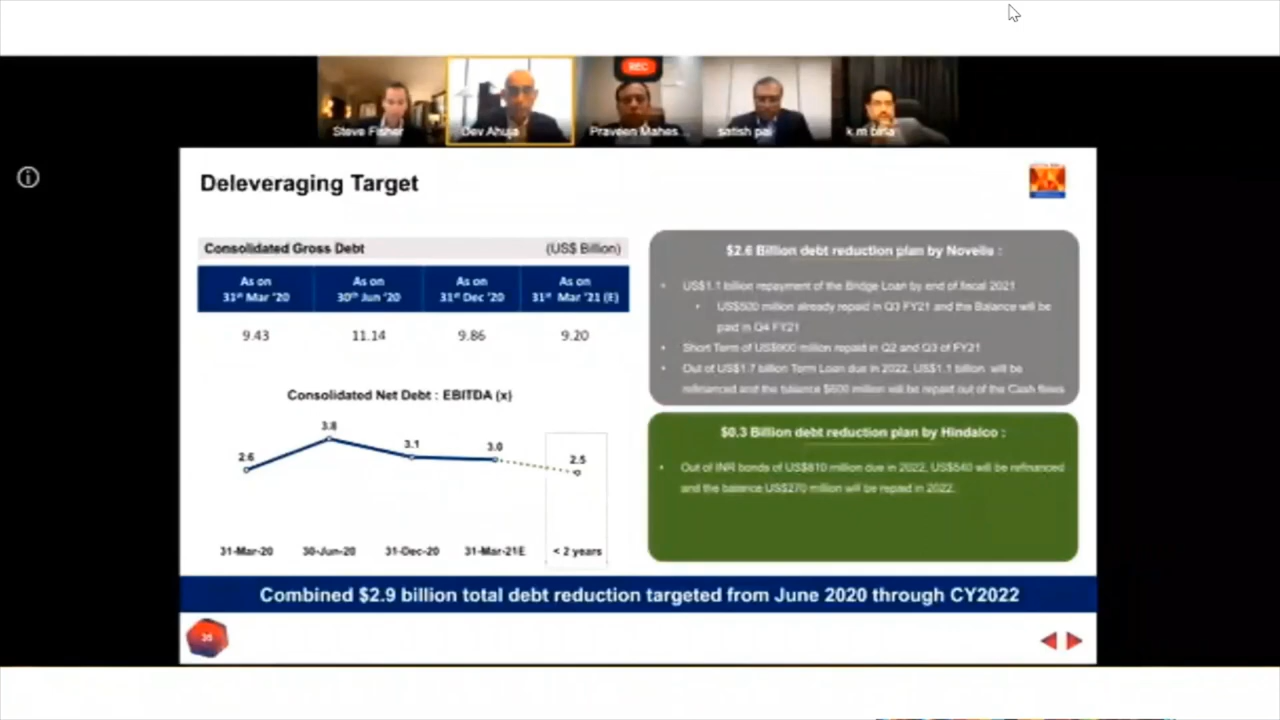 REC
Steve Fisher
Dev Ahuja
Praveen Mahes...
satish pai
k m birla
Deleveraging Target
Consolidated Gross Debt (US$ Billion)
As on 31st Mar '20
As on 30th Jun '20
As on 31st Dec '20
As on 31st Mar '21 (E)
9.43 11.14 9.86 9.20
Consolidated Net Debt : EBITDA (x)
2.6 3.8 3.1 3.0 2.5
31-Mar-20 30-Jun-20 31-Dec-20 31-Mar-21E < 2 years
$2.6 Billion debt reduction plan by Novelis :
US$1.1 billion repayment of the Bridge Loan by end of fiscal 2021
US$500 million already repaid in Q3 FY21 and the Balance will be
paid in Q4 FY21
Short Term of US$900 million repaid in Q2 and Q3 of FY21
Out of US$1.7 billion Term Loan due in 2022, US$1.1 billion will be
refinanced and the balance $600 million will be repaid out of the Cash flows
$0.3 Billion debt reduction plan by Hindalco :
Out of INR bonds of US$810 million due in 2022, US$540 will be refinanced
and the balance US$270 million will be repaid in 2022.
Combined $2.9 billion total debt reduction targeted from June 2020 through CY2022